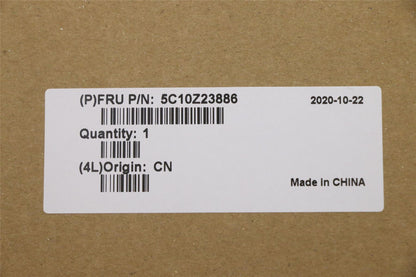 (P)FRU P/N: 5C10Z23886 2020-10-22
Quantity: 1
(4L)Origin: CN
Made in CHINA